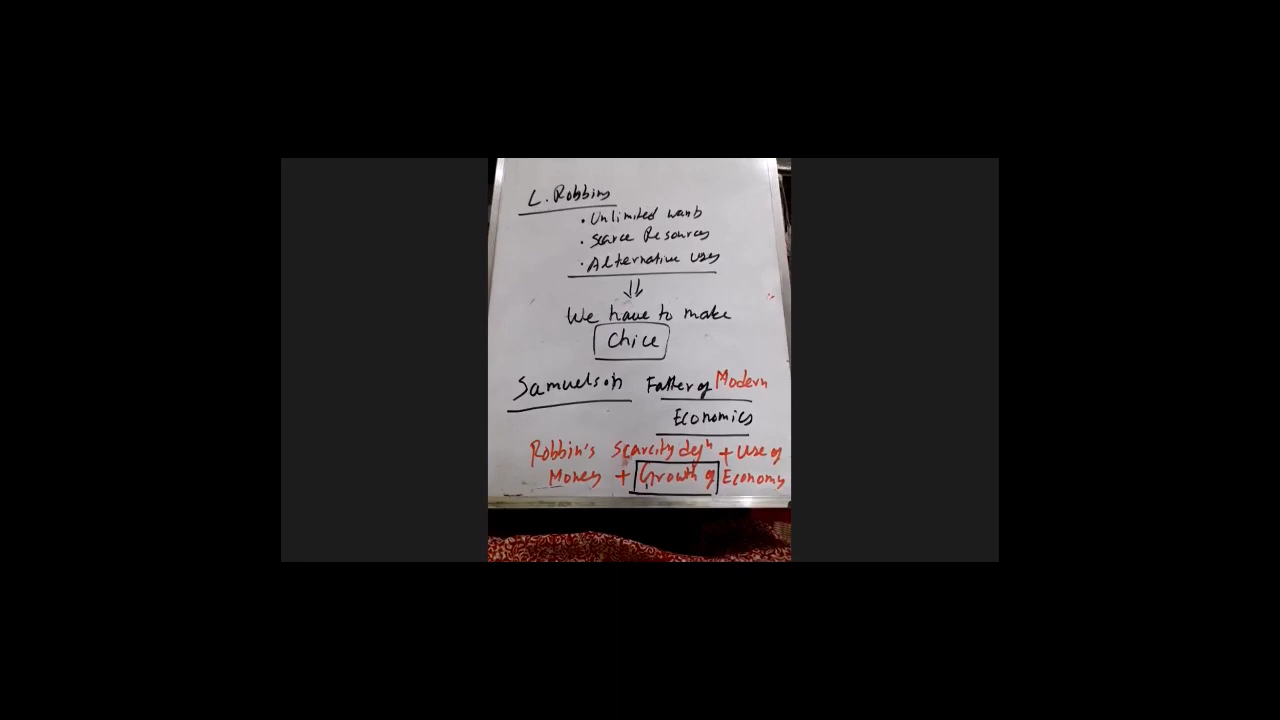 L. Robbins
• Unlimited wants
• Scarce Resources
• Alternative uses
⇓
We have to make
Chice
Samuelson Father of Modern
Economics
Robbin's Scarcity defⁿ + Use of
Money + Growth of Economy